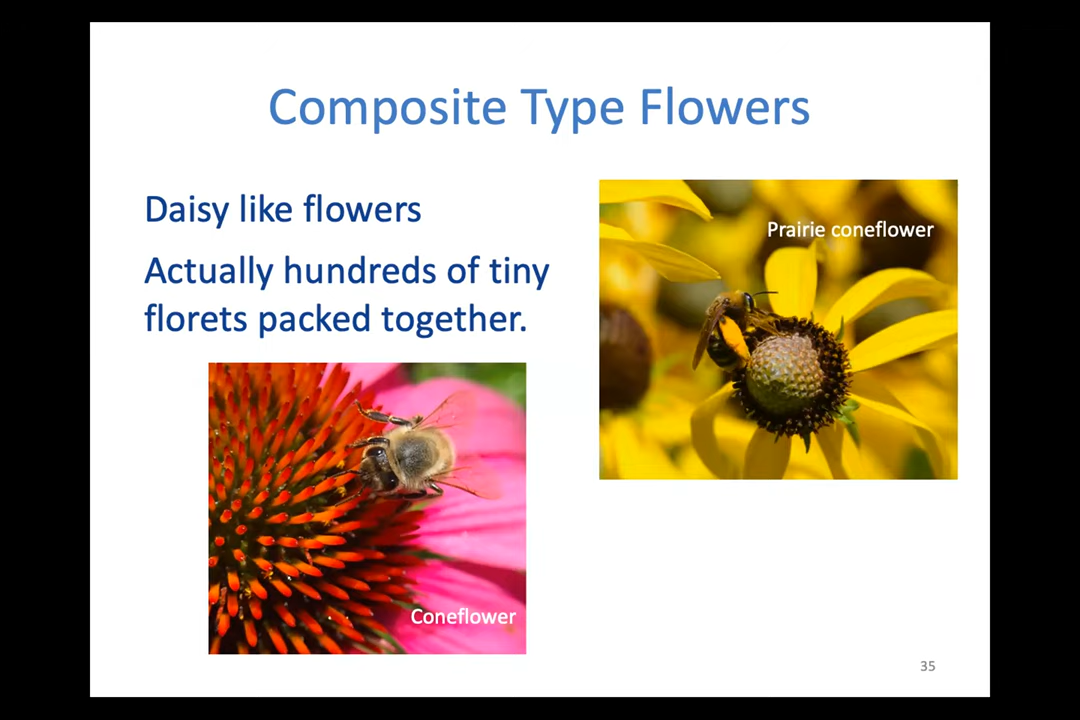 Composite Type Flowers
Daisy like flowers
Actually hundreds of tiny
florets packed together.
Prairie coneflower
Coneflower
35